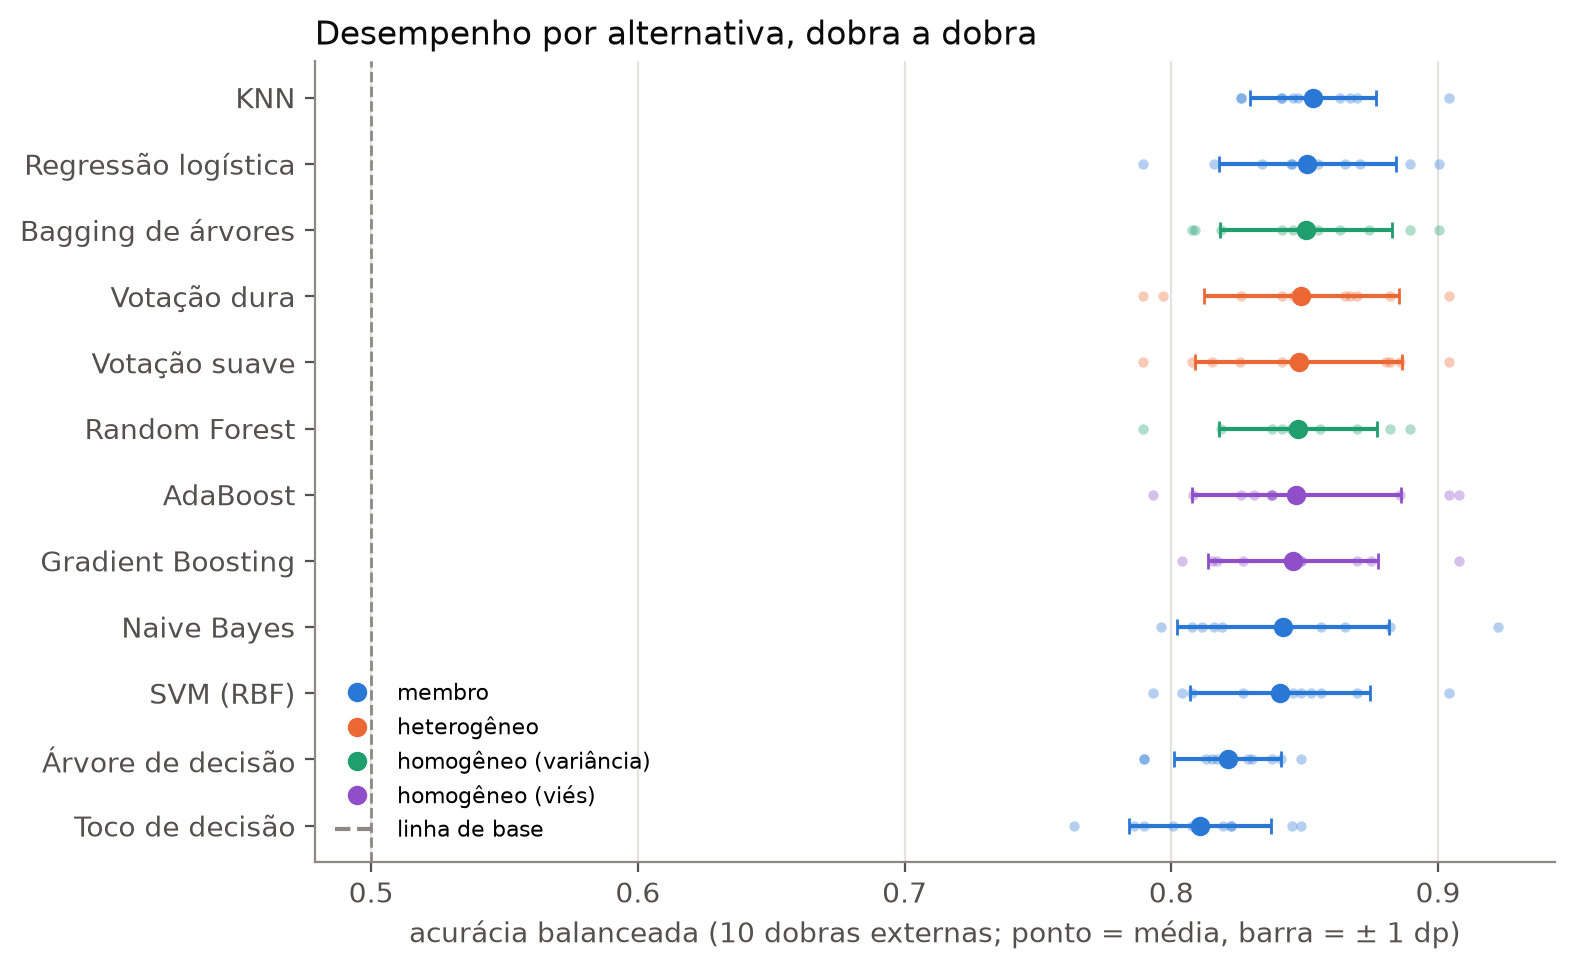 Desempenho por alternativa, dobra a dobra
KNN
Regressão logística
Bagging de árvores
Votação dura
Votação suave
Random Forest
AdaBoost
Gradient Boosting
Naive Bayes
SVM (RBF)
Árvore de decisão
Toco de decisão
membro
heterogêneo
homogêneo (variância)
homogêneo (viés)
linha de base
0.5 0.6 0.7 0.8 0.9
acurácia balanceada (10 dobras externas; ponto = média, barra = ± 1 dp)